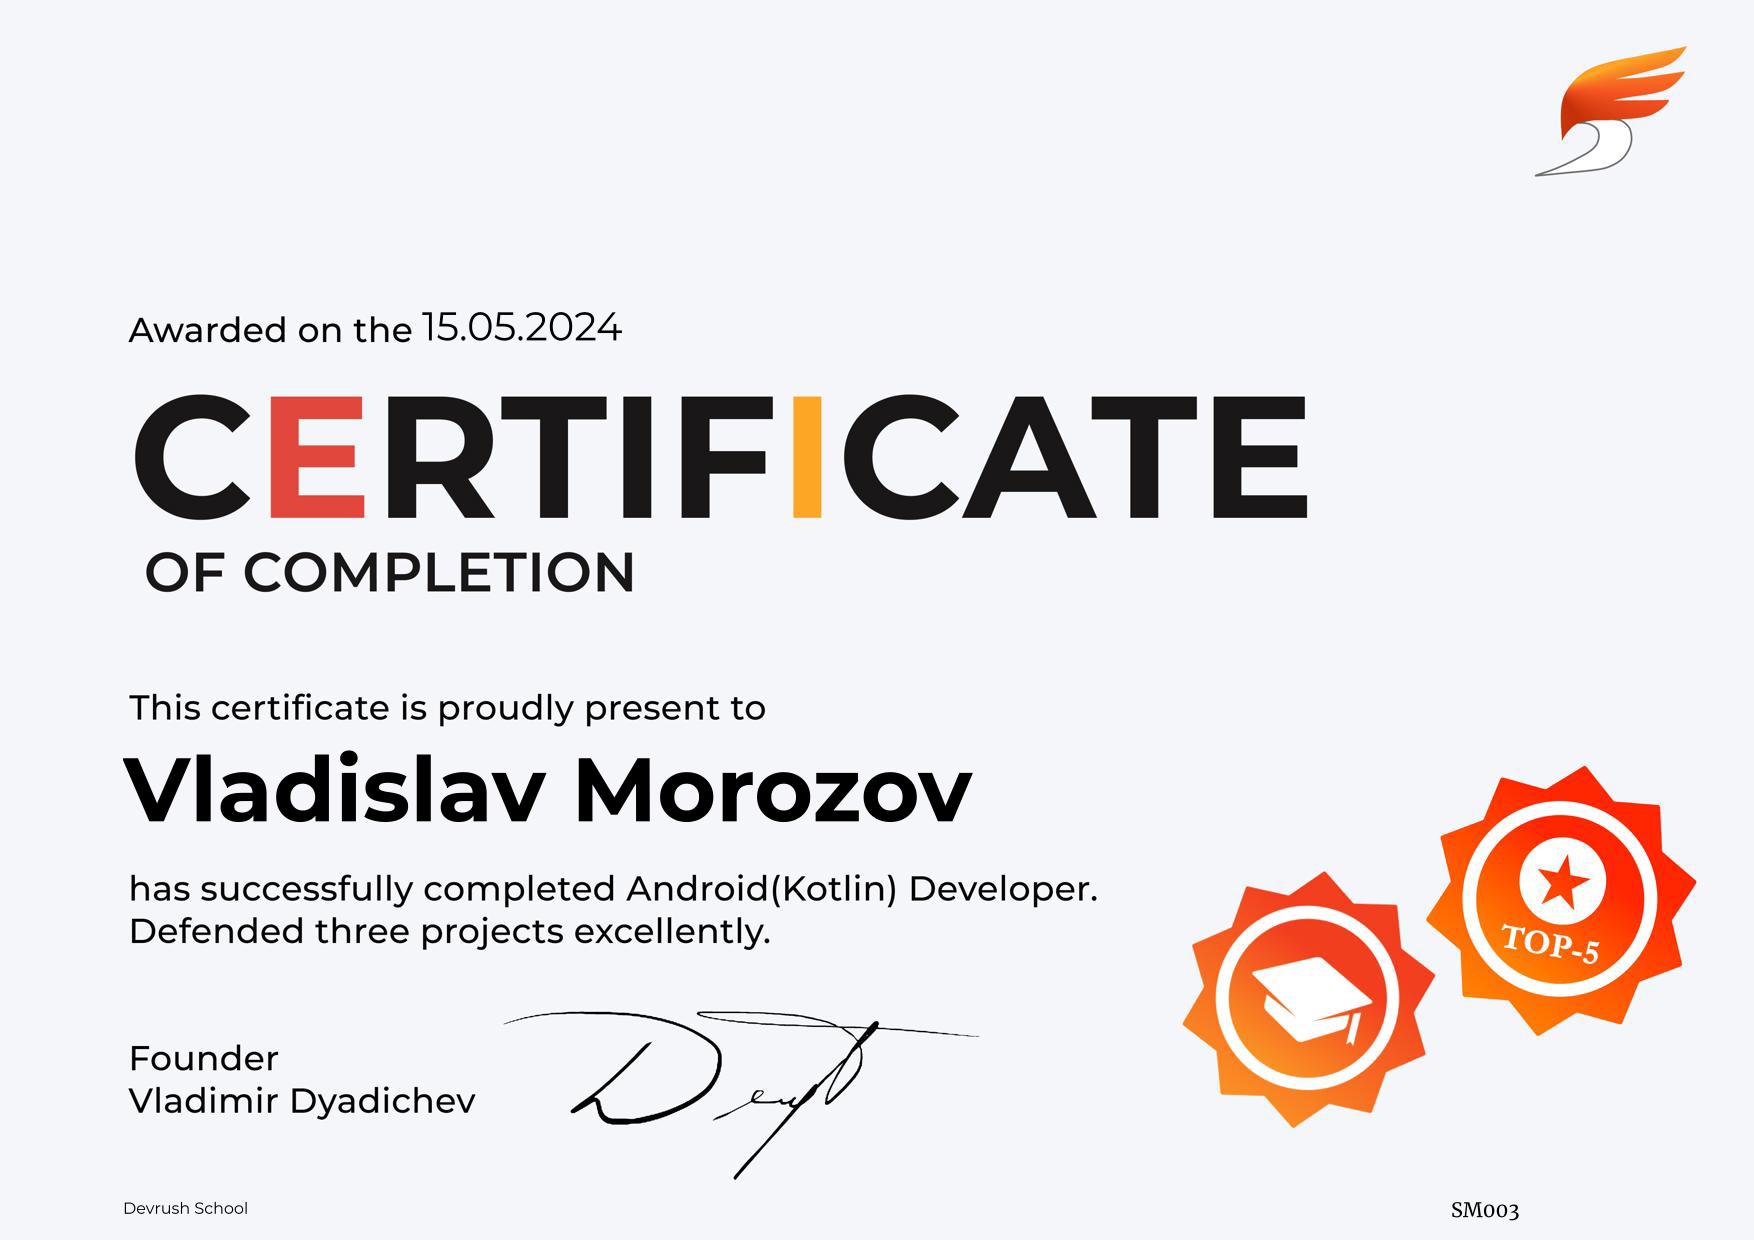 Awarded on the 15.05.2024
CERTIFICATE
OF COMPLETION
This certificate is proudly present to
Vladislav Morozov
has successfully completed Android(Kotlin) Developer.
Defended three projects excellently.
TOP-5
Founder
Vladimir Dyadichev
Devrush School
SM003